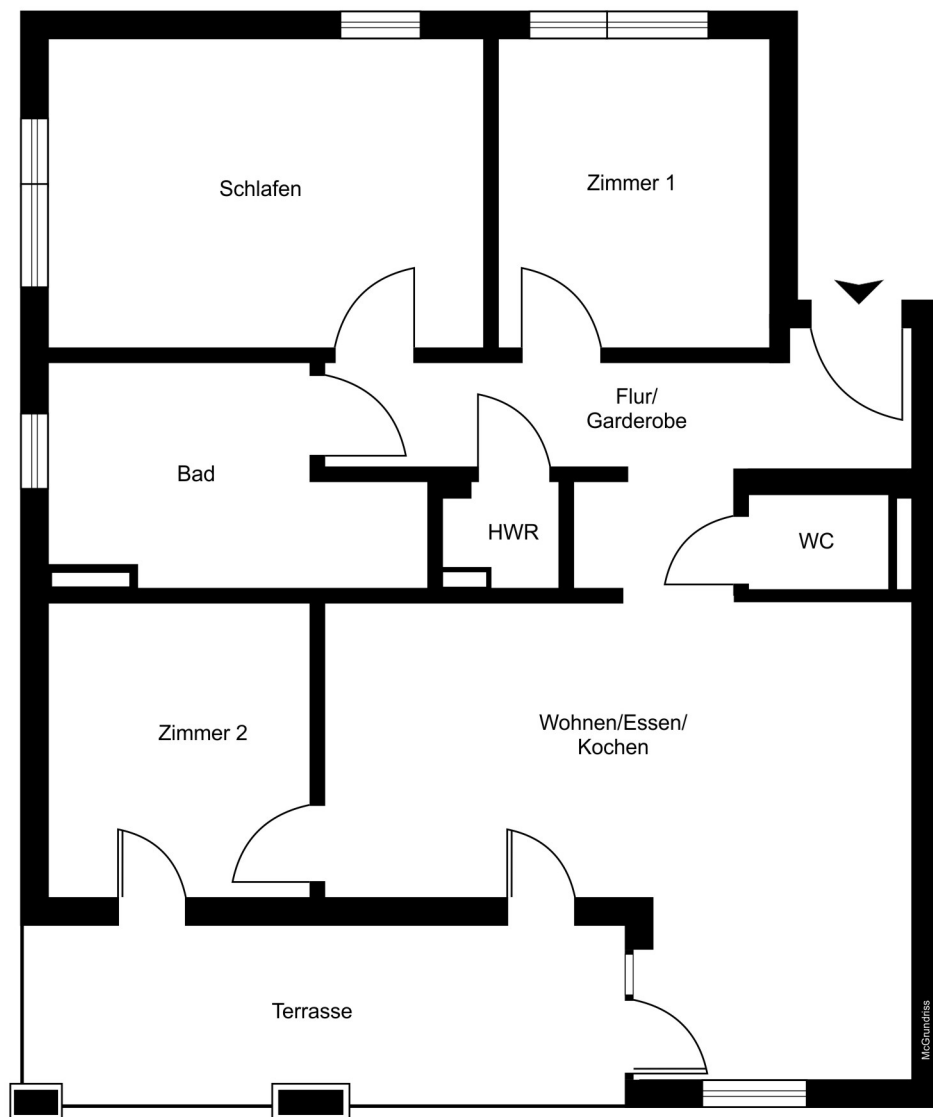 Schlafen
Zimmer 1
Flur/
Garderobe
Bad
HWR
WC
Zimmer 2
Wohnen/Essen/
Kochen
Terrasse
McGrundriss